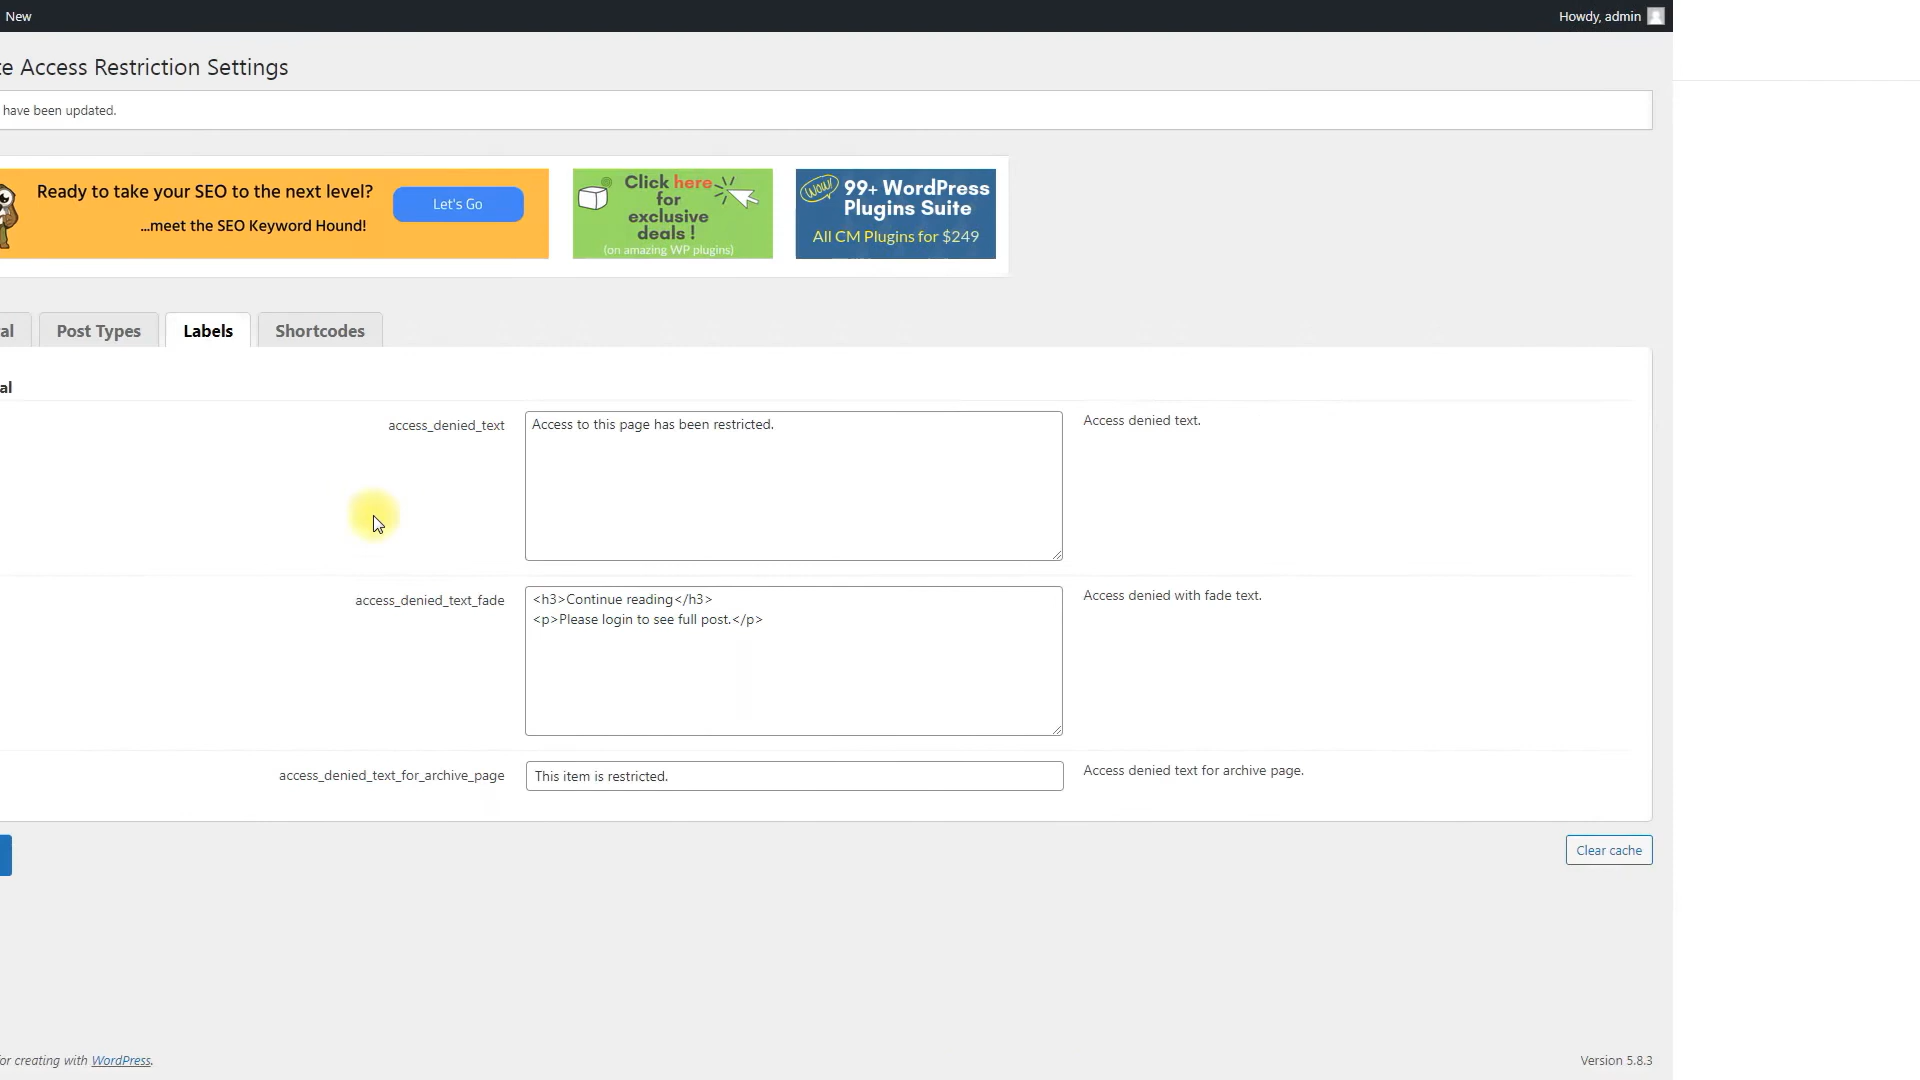 New
Howdy, admin
e Access Restriction Settings
have been updated.
Ready to take your SEO to the next level?
...meet the SEO Keyword Hound!
Let's Go
Click here
for
exclusive
deals !
(on amazing WP plugins)
WOW!
99+ WordPress
Plugins Suite
All CM Plugins for $249
al
Post Types
Labels
Shortcodes
al
access_denied_text
Access to this page has been restricted.
Access denied text.
access_denied_text_fade
<h3>Continue reading</h3>
<p>Please login to see full post.</p>
Access denied with fade text.
access_denied_text_for_archive_page
This item is restricted.
Access denied text for archive page.
Clear cache
or creating with WordPress.
Version 5.8.3